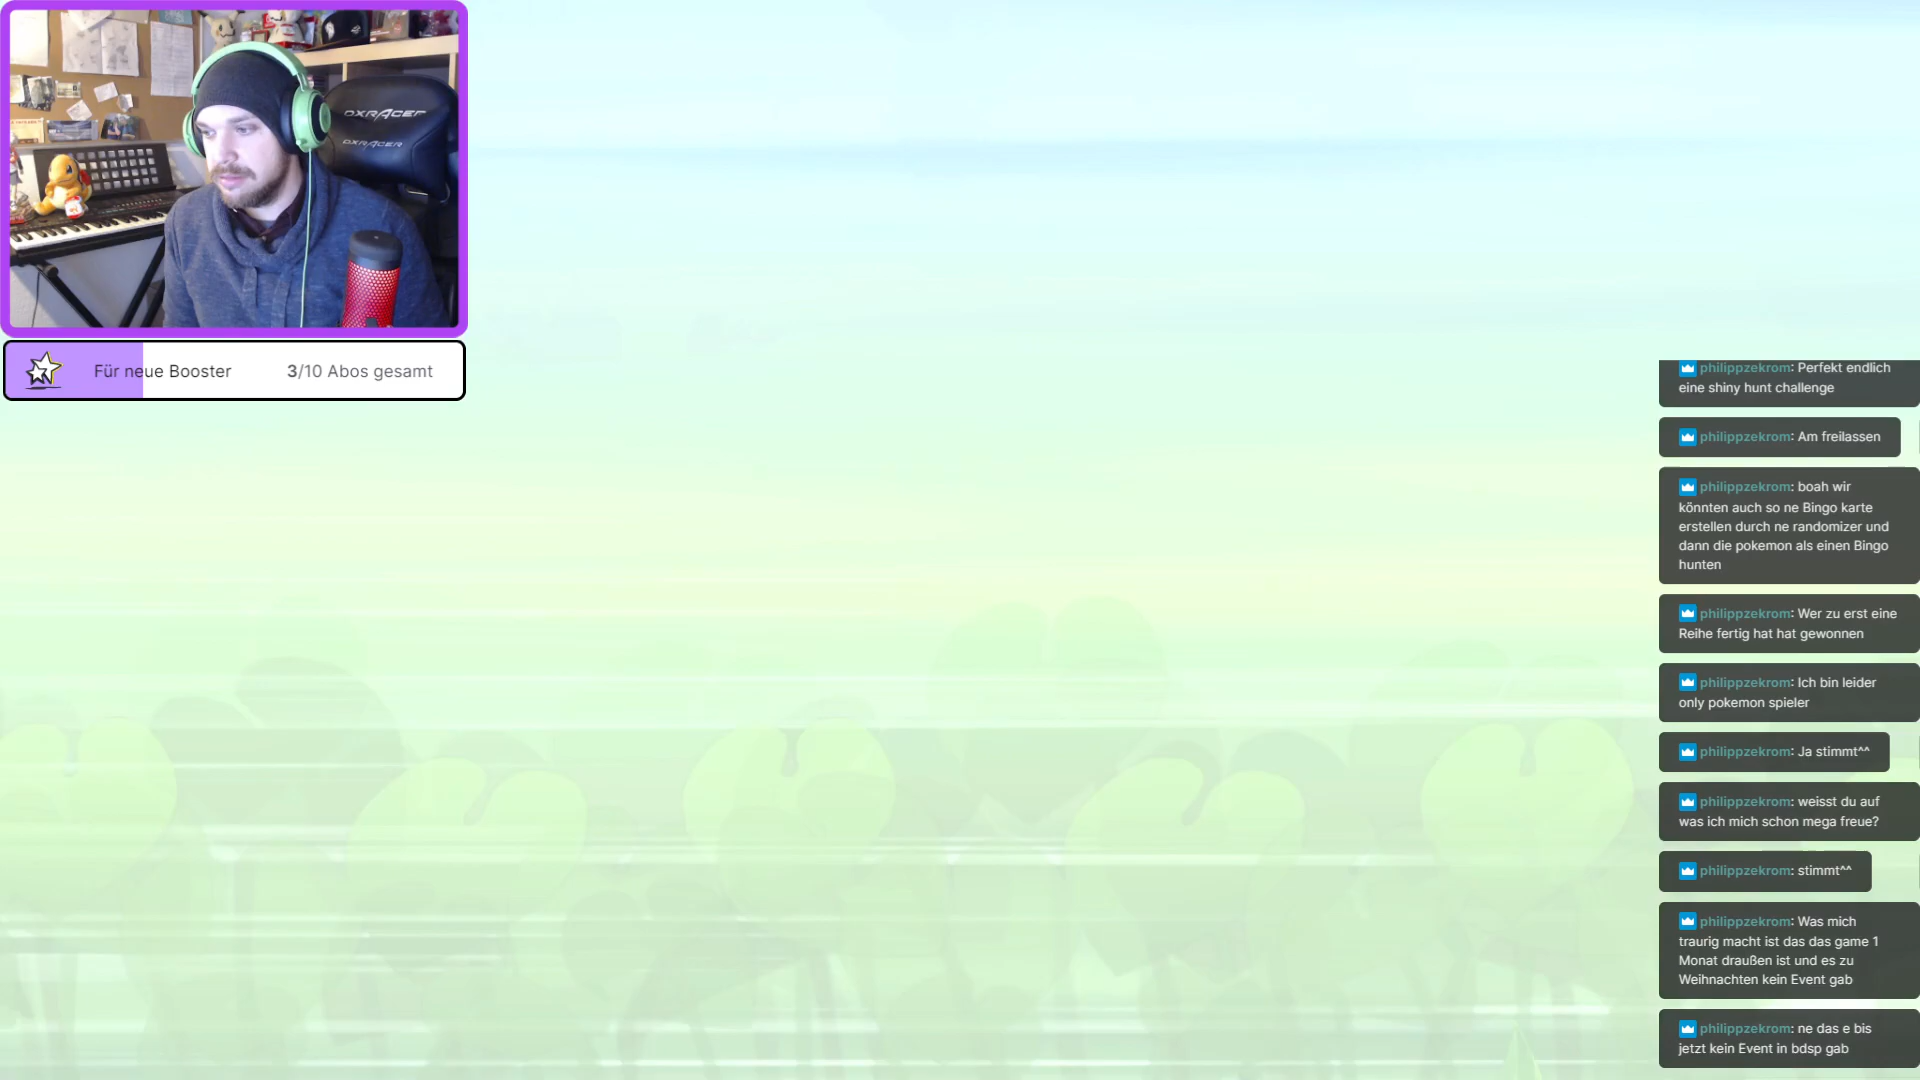 DXRACER
DXRACER
Für neue Booster 3/10 Abos gesamt
philippzekrom: Perfekt endlich
eine shiny hunt challenge
philippzekrom: Am freilassen
philippzekrom: boah wir
könnten auch so ne Bingo karte
erstellen durch ne randomizer und
dann die pokemon als einen Bingo
hunten
philippzekrom: Wer zu erst eine
Reihe fertig hat hat gewonnen
philippzekrom: Ich bin leider
only pokemon spieler
philippzekrom: Ja stimmt^^
philippzekrom: weisst du auf
was ich mich schon mega freue?
philippzekrom: stimmt^^
philippzekrom: Was mich
traurig macht ist das das game 1
Monat draußen ist und es zu
Weihnachten kein Event gab
philippzekrom: ne das e bis
jetzt kein Event in bdsp gab